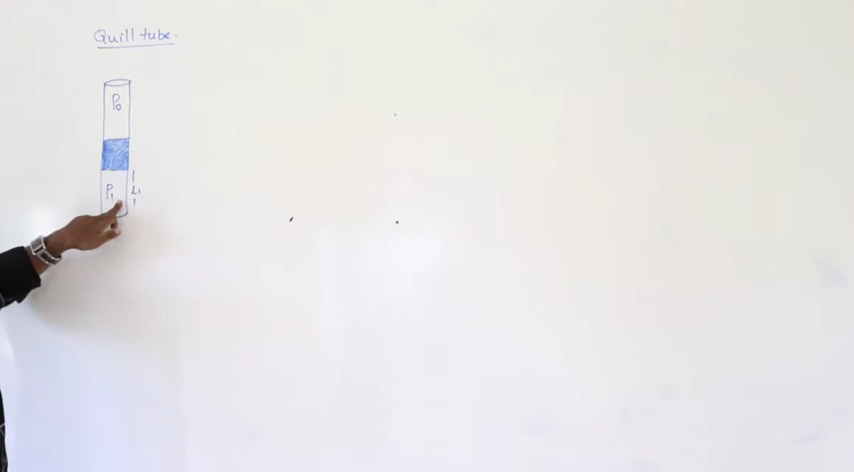 Quill tube.
P₀
P₁
L₁